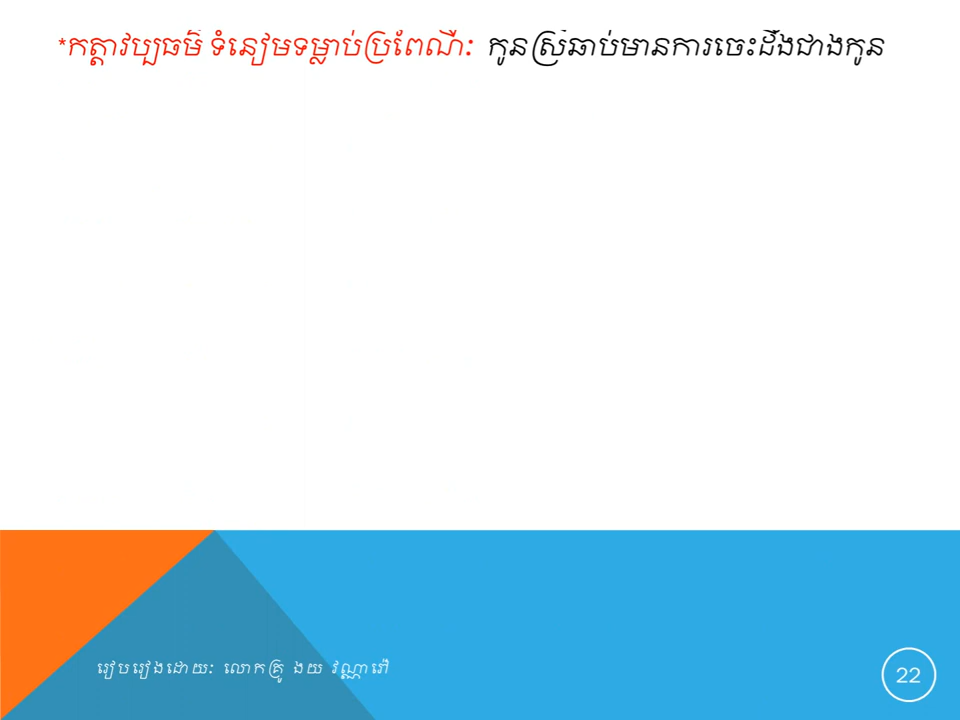 *កត្តាវប្បធម៌ ទំនៀមទម្លាប់ប្រពៃណីៈ កូនស្រីឆាប់មានការចេះដឹងជាងកូន
រៀបរៀងដោយៈ លោកគ្រូ ងយ វណ្ណារៅ
22